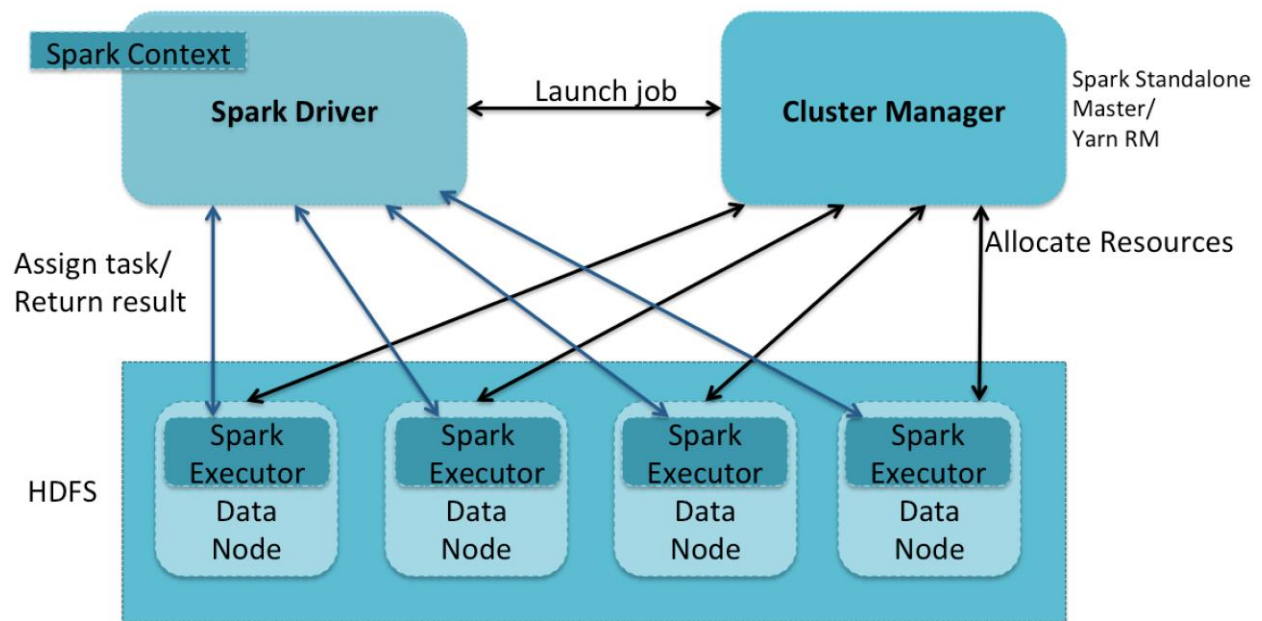 Spark Context
Spark Driver
Launch job
Cluster Manager
Spark Standalone
Master/
Yarn RM
Assign task/
Return result
Allocate Resources
HDFS
Spark
Executor
Data
Node
Spark
Executor
Data
Node
Spark
Executor
Data
Node
Spark
Executor
Data
Node